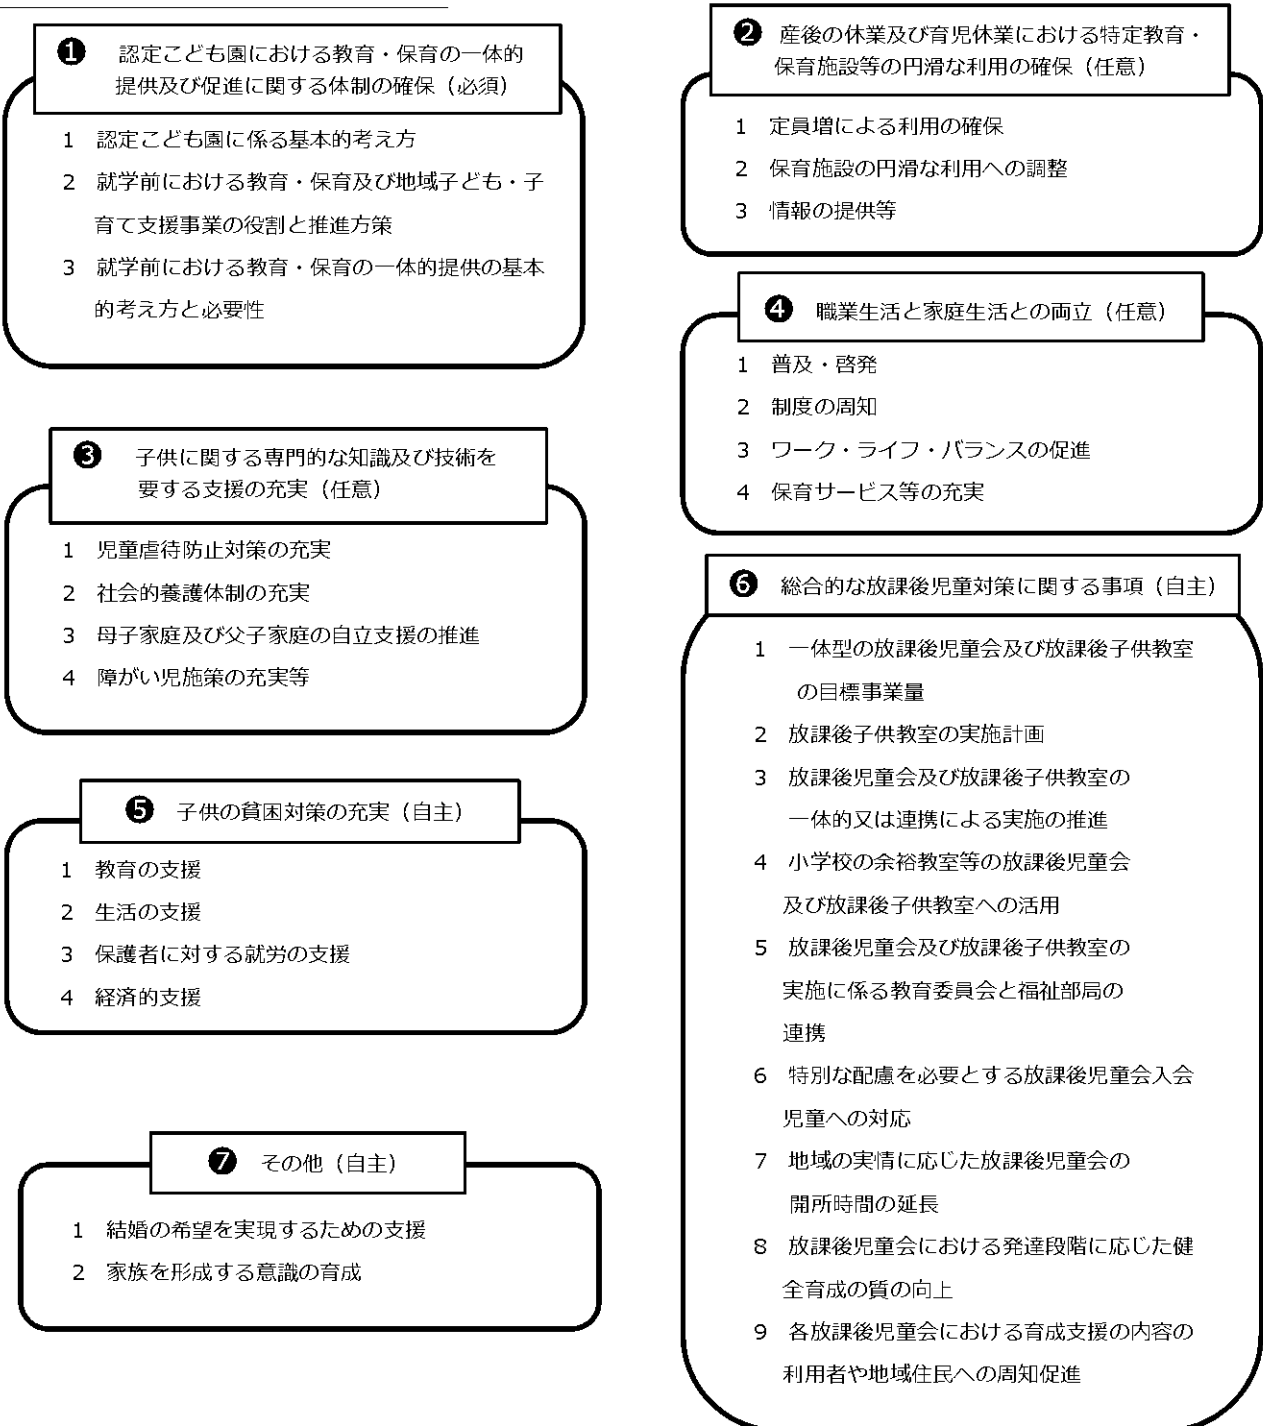 ❶ 認定こども園における教育・保育の一体的
提供及び促進に関する体制の確保（必須）
1 認定こども園に係る基本的考え方
2 就学前における教育・保育及び地域子ども・子
育て支援事業の役割と推進方策
3 就学前における教育・保育の一体的提供の基本
的考え方と必要性
❷ 産後の休業及び育児休業における特定教育・
保育施設等の円滑な利用の確保（任意）
1 定員増による利用の確保
2 保育施設の円滑な利用への調整
3 情報の提供等
❸ 子供に関する専門的な知識及び技術を
要する支援の充実（任意）
1 児童虐待防止対策の充実
2 社会的養護体制の充実
3 母子家庭及び父子家庭の自立支援の推進
4 障がい児施策の充実等
❹ 職業生活と家庭生活との両立（任意）
1 普及・啓発
2 制度の周知
3 ワーク・ライフ・バランスの促進
4 保育サービス等の充実
❺ 子供の貧困対策の充実（自主）
1 教育の支援
2 生活の支援
3 保護者に対する就労の支援
4 経済的支援
❻ 総合的な放課後児童対策に関する事項（自主）
1 一体型の放課後児童会及び放課後子供教室
の目標事業量
2 放課後子供教室の実施計画
3 放課後児童会及び放課後子供教室の
一体的又は連携による実施の推進
4 小学校の余裕教室等の放課後児童会
及び放課後子供教室への活用
5 放課後児童会及び放課後子供教室の
実施に係る教育委員会と福祉部局の
連携
6 特別な配慮を必要とする放課後児童会入会
児童への対応
7 地域の実情に応じた放課後児童会の
開所時間の延長
8 放課後児童会における発達段階に応じた健
全育成の質の向上
9 各放課後児童会における育成支援の内容の
利用者や地域住民への周知促進
❼ その他（自主）
1 結婚の希望を実現するための支援
2 家族を形成する意識の育成